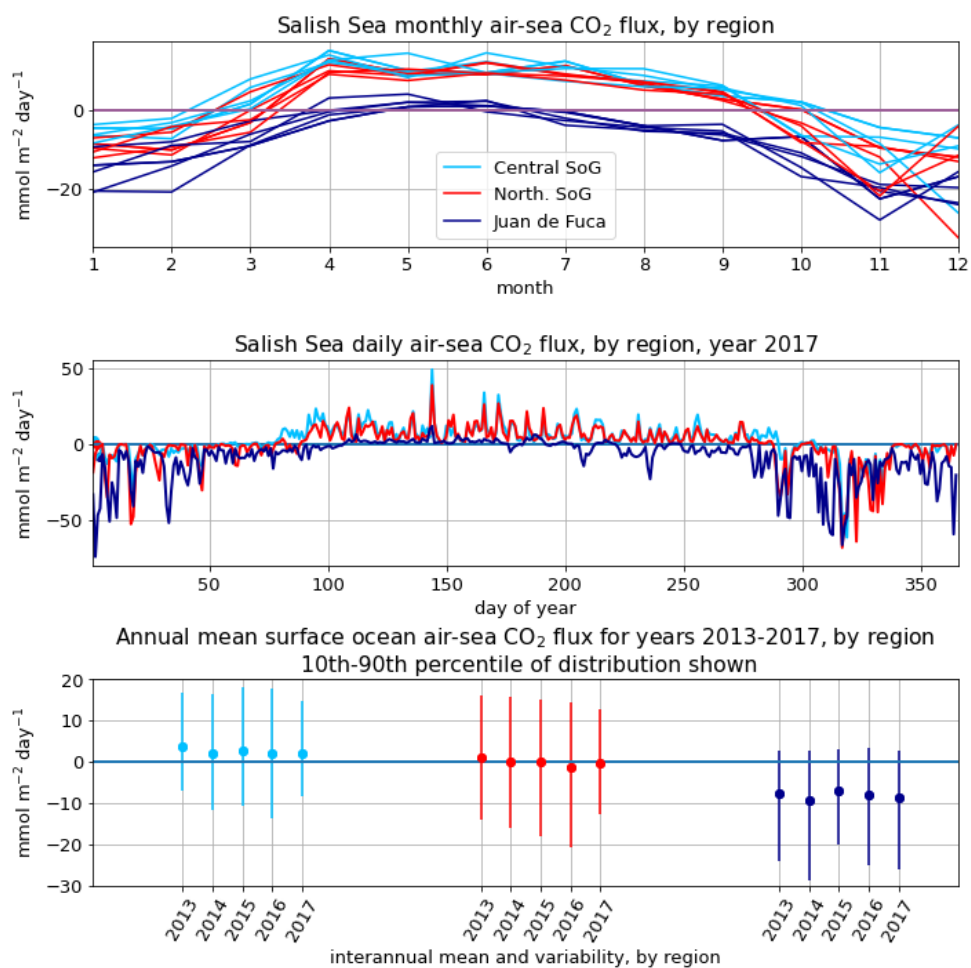 Salish Sea monthly air-sea CO₂ flux, by region
mmol m⁻² day⁻¹
0
−20
Central SoG
North. SoG
Juan de Fuca
1 2 3 4 5 6 7 8 9 10 11 12
month
Salish Sea daily air-sea CO₂ flux, by region, year 2017
mmol m⁻² day⁻¹
50
0
−50
50 100 150 200 250 300 350
day of year
Annual mean surface ocean air-sea CO₂ flux for years 2013-2017, by region
10th-90th percentile of distribution shown
mmol m⁻² day⁻¹
20
10
0
−10
−20
−30
2013 2014 2015 2016 2017 2013 2014 2015 2016 2017 2013 2014 2015 2016 2017
interannual mean and variability, by region